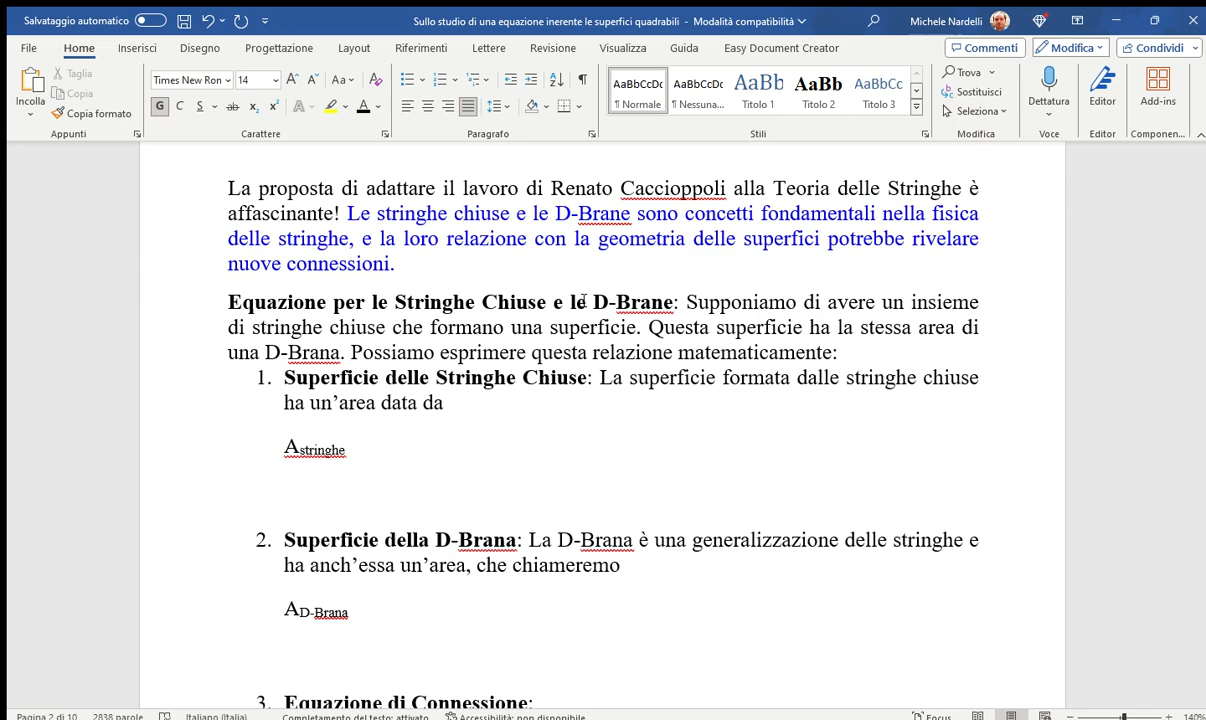 Salvataggio automatico
Sullo studio di una equazione inerente le superfici quadrabili - Modalità compatibilità
Michele Nardelli
File Home Inserisci Disegno Progettazione Layout Riferimenti Lettere Revisione Visualizza Guida Easy Document Creator
Commenti Modifica Condividi
Incolla
Taglia
Copia
Copia formato
Appunti
Times New Ron 14
Carattere
Paragrafo
AaBbCcDc AaBbCcDc AaBb AaBb AaBbCc
¶ Normale ¶ Nessuna... Titolo 1 Titolo 2 Titolo 3
Stili
Trova
Sostituisci
Seleziona
Modifica
Dettatura
Voce
Editor
Editor
Add-ins
Componen...
La proposta di adattare il lavoro di Renato Caccioppoli alla Teoria delle Stringhe è
affascinante! Le stringhe chiuse e le D-Brane sono concetti fondamentali nella fisica
delle stringhe, e la loro relazione con la geometria delle superfici potrebbe rivelare
nuove connessioni.
Equazione per le Stringhe Chiuse e le D-Brane: Supponiamo di avere un insieme
di stringhe chiuse che formano una superficie. Questa superficie ha la stessa area di
una D-Brana. Possiamo esprimere questa relazione matematicamente:
1. Superficie delle Stringhe Chiuse: La superficie formata dalle stringhe chiuse
ha un’area data da
Astringhe
2. Superficie della D-Brana: La D-Brana è una generalizzazione delle stringhe e
ha anch’essa un’area, che chiameremo
AD-Brana
3. Equazione di Connessione:
Pagina 2 di 10 2838 parole Italiano (Italia) Completamento del testo: attivato Accessibilità: non disponibile Focus 140%